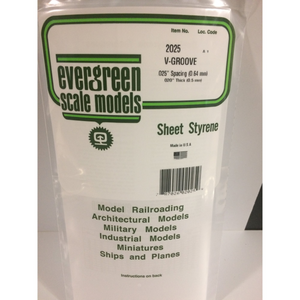 Item No. Loc. Code
2025
V-GROOVE
.025" Spacing (0.64 mm)
.020" Thick (0.5 mm)
evergreen
scale models
Sheet Styrene
Made in U.S.A
Model Railroading
Architectural Models
Military Models
Industrial Models
Miniatures
Ships and Planes
Instructions on back